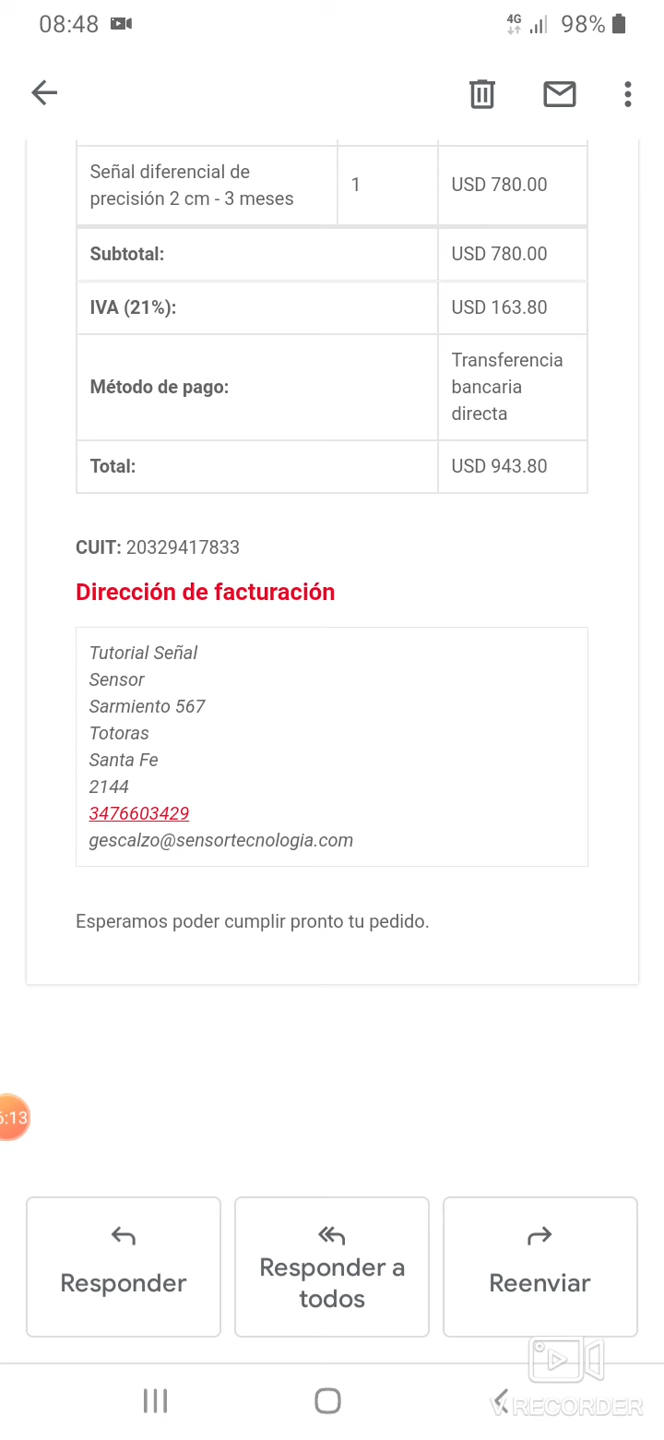 08:48
4G 98%
Señal diferencial de
precisión 2 cm - 3 meses
1
USD 780.00
Subtotal:
USD 780.00
IVA (21%):
USD 163.80
Método de pago:
Transferencia
bancaria
directa
Total:
USD 943.80
CUIT: 20329417833
Dirección de facturación
Tutorial Señal
Sensor
Sarmiento 567
Totoras
Santa Fe
2144
3476603429
gescalzo@sensortecnologia.com
Esperamos poder cumplir pronto tu pedido.
6:13
Responder
Responder a
todos
Reenviar
V RECORDER